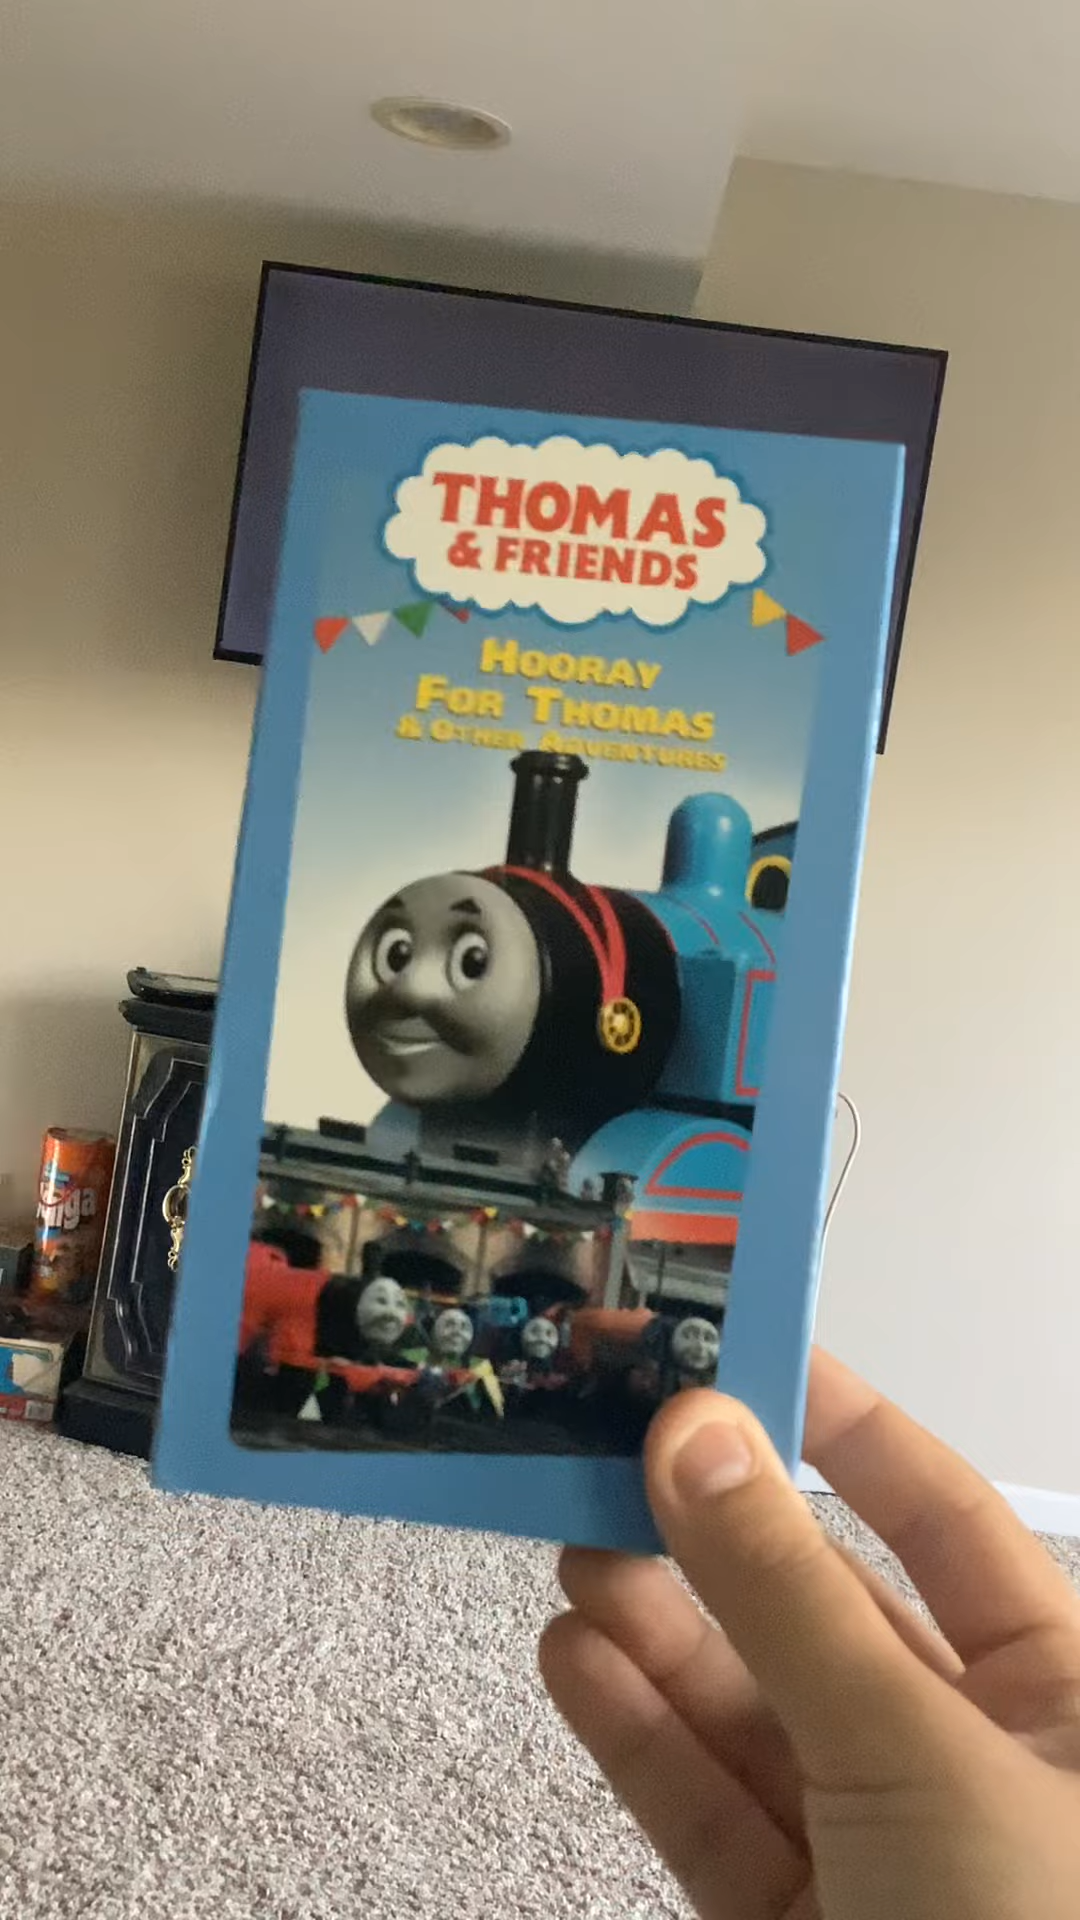 THOMAS
& FRIENDS
HOORAY
FOR THOMAS
& OTHER ADVENTURES